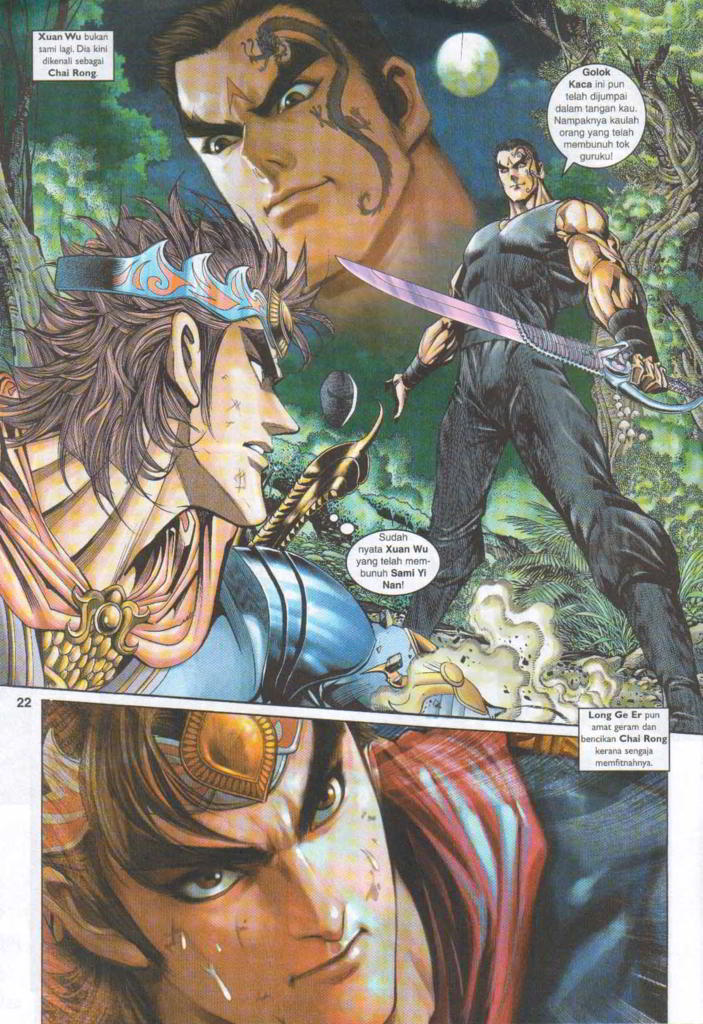 Xuan Wu bukan
sami lagi. Dia kini
dikenali sebagai
Chai Rong.
Golok
Kaca ini pun
telah dijumpai
dalam tangan kau.
Nampaknya kaulah
orang yang telah
membunuh tok
guruku!
Sudah
nyata Xuan Wu
yang telah mem-
bunuh Sami Yi
Nan!
22
Long Ge Er pun
amat geram dan
bencikan Chai Rong
kerana sengaja
memfitnahnya.